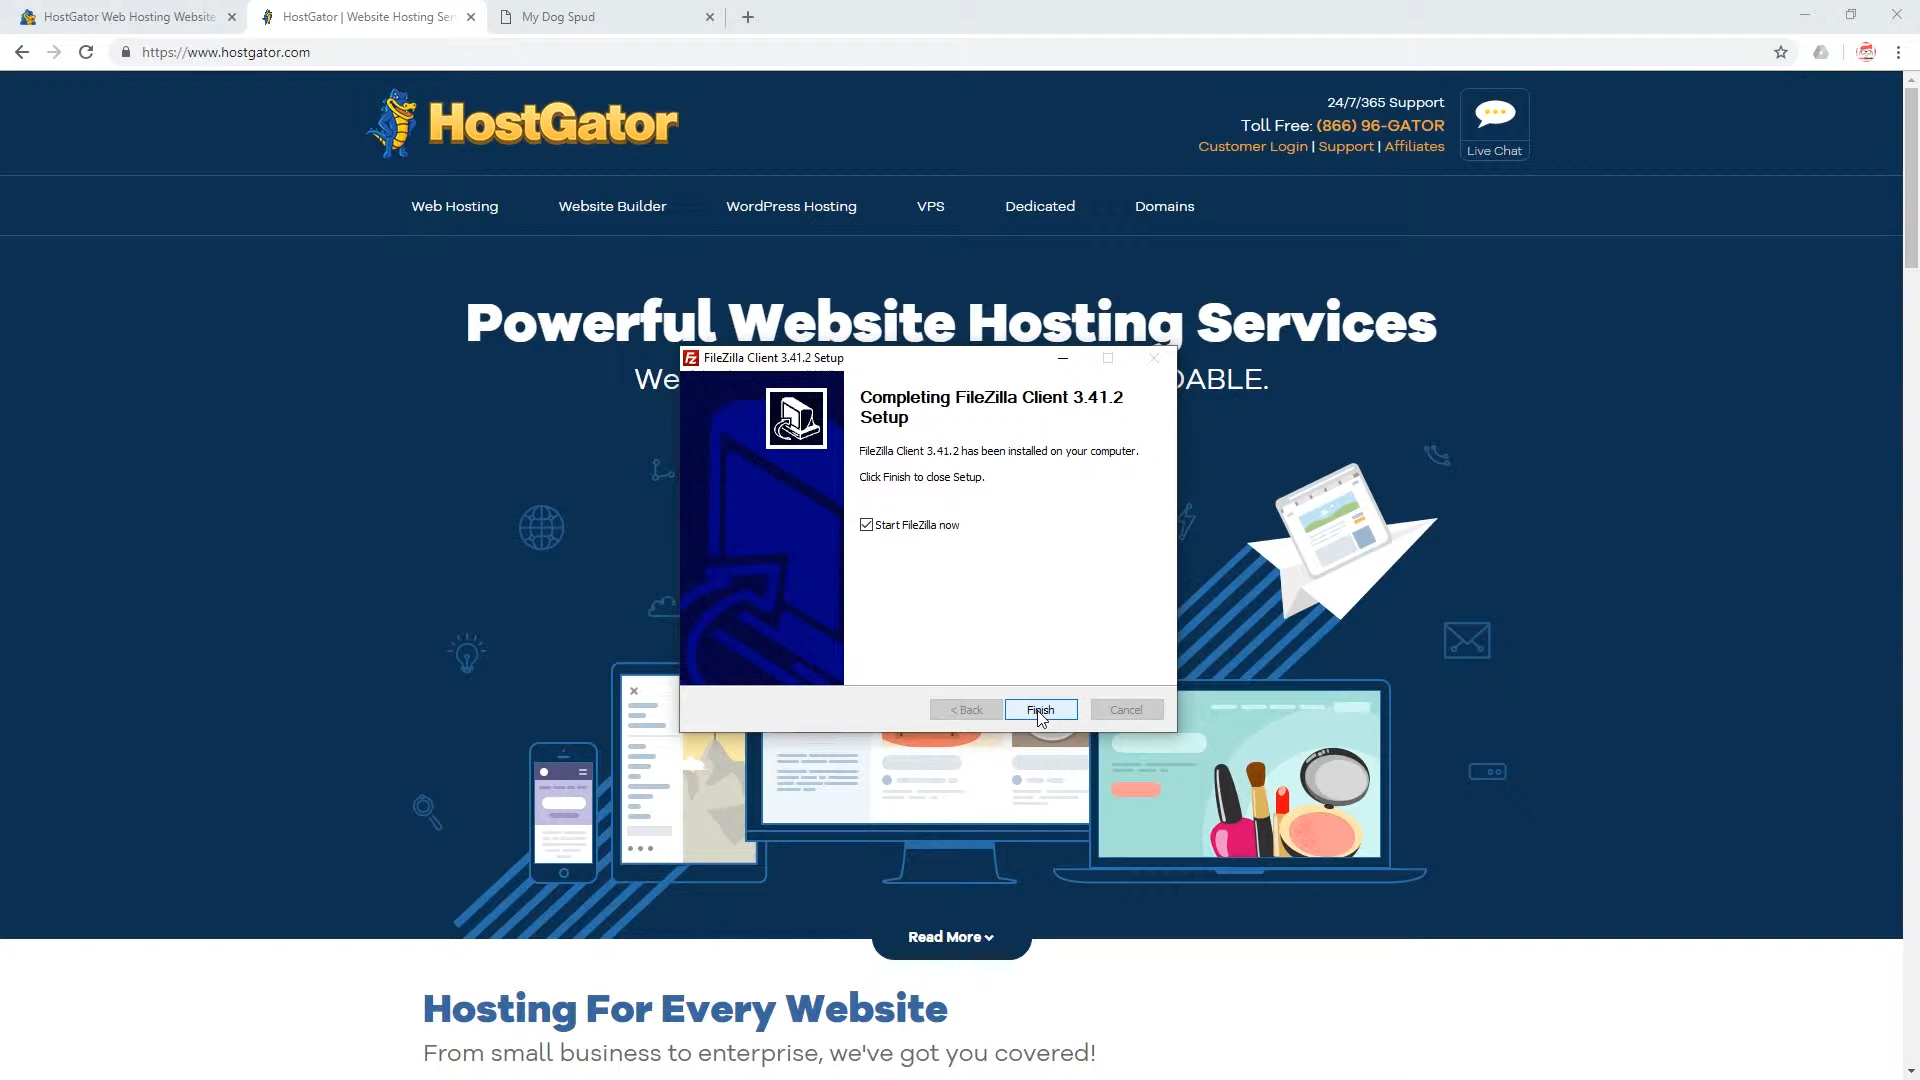 HostGator Web Hosting Website
HostGator | Website Hosting Ser
My Dog Spud
https://www.hostgator.com
HostGator
24/7/365 Support
Toll Free: (866) 96-GATOR
Customer Login | Support | Affiliates
Live Chat
Web Hosting
Website Builder
WordPress Hosting
VPS
Dedicated
Domains
Powerful Website Hosting Services
We
DABLE.
FileZilla Client 3.41.2 Setup
Completing FileZilla Client 3.41.2
Setup
FileZilla Client 3.41.2 has been installed on your computer.
Click Finish to close Setup.
Start FileZilla now
< Back
Finish
Cancel
Read More
Hosting For Every Website
From small business to enterprise, we've got you covered!